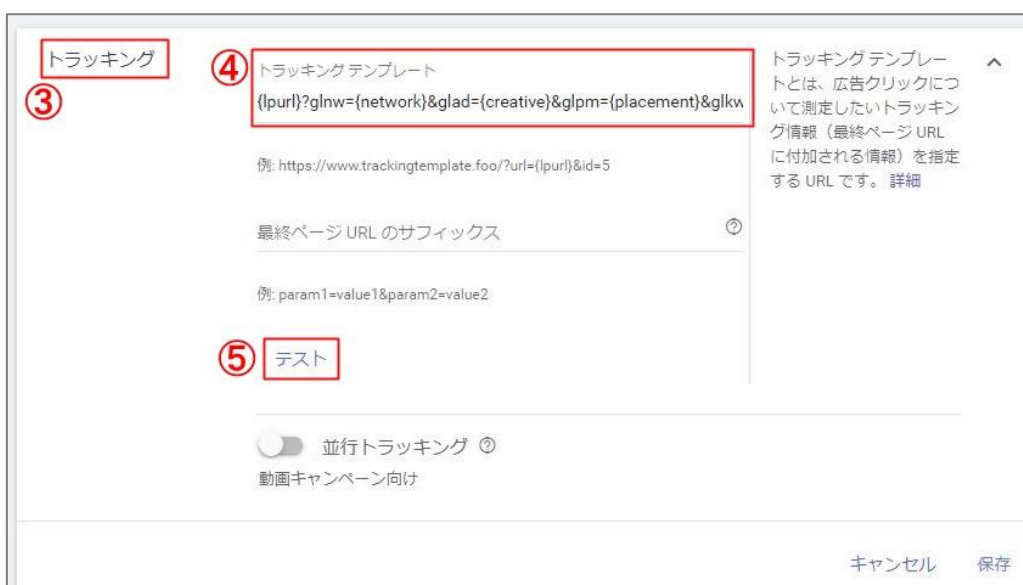 トラッキング
③
④
トラッキング テンプレート
{lpurl}?glnw={network}&glad={creative}&glpm={placement}&glkw
例: https://www.trackingtemplate.foo/?url={lpurl}&id=5
最終ページ URL のサフィックス
例: param1=value1&param2=value2
⑤
テスト
トラッキング テンプレー
トとは、広告クリックにつ
いて測定したいトラッキン
グ情報（最終ページ URL
に付加される情報）を指定
する URL です。 詳細
並行トラッキング
動画キャンペーン向け
キャンセル 保存